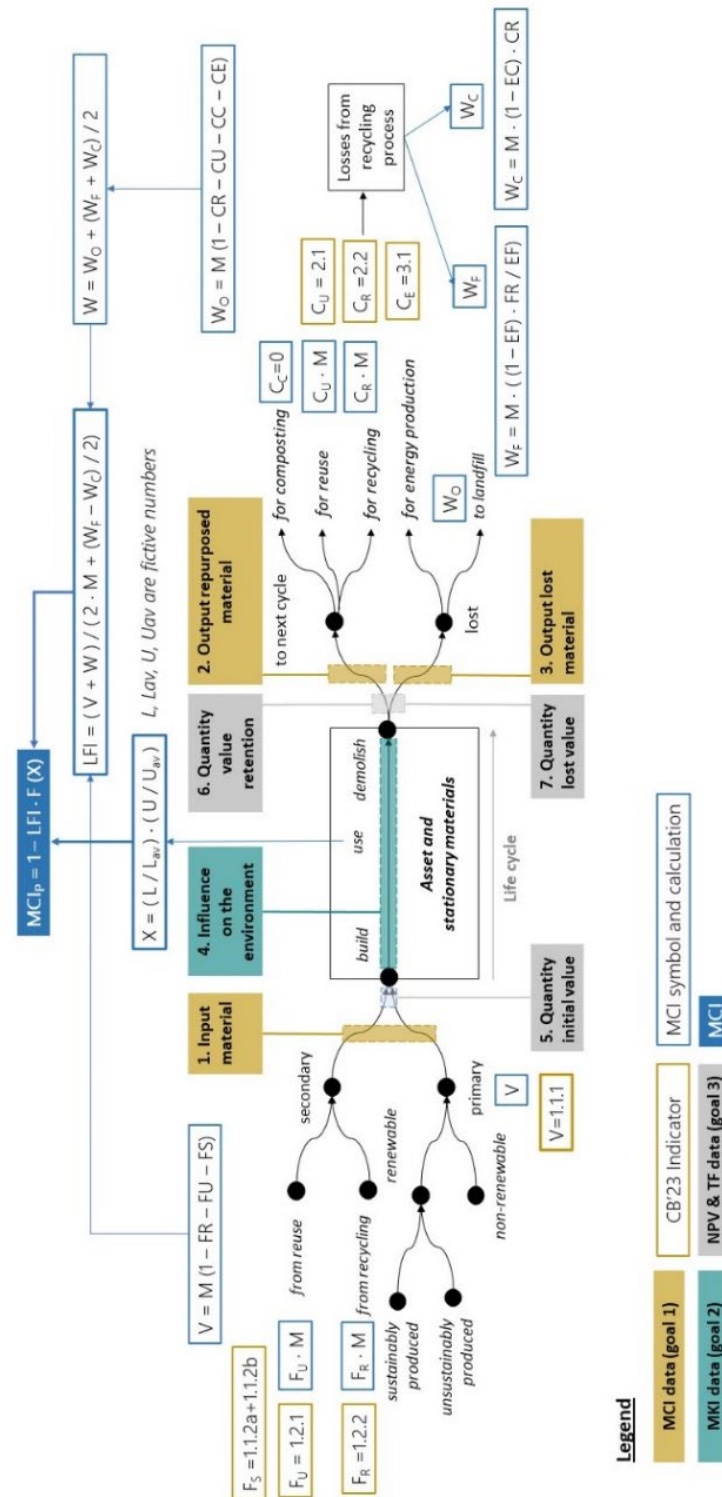 MCIP = 1 – LFI · F (X)
V = M (1 – FR – FU – FS)
X = ( L / Lav) · ( U / Uav)
LFI = ( V + W) / ( 2 · M + (WF – WC) / 2)
W = WO + (WF + WC) / 2
L, Lav, U, Uav are fictive numbers
WO = M (1 – CR – CU – CC – CE)
FS =1.1.2a+1.1.2b
FU = 1.2.1
FU · M
from reuse
FR =1.2.2
FR · M
from recycling
secondary
renewable
sustainably
produced
unsustainably
produced
non-renewable
primary
V
V=1.1.1
1. Input
material
4. Influence
on the
environment
6. Quantity
value
retention
2. Output repurposed
material
build
use
demolish
Asset and
stationary materials
Life cycle
5. Quantity
initial value
7. Quantity
lost value
3. Output lost
material
to next cycle
lost
for composting
for reuse
for recycling
for energy production
to landfill
WO
CC=0
CU · M
CR · M
CU = 2.1
CR =2.2
CE =3.1
Losses from
recycling
process
WF
WC
WF = M · ( (1–EF) · FR / EF)
WC = M · (1–EC) · CR
Legend
MCI data (goal 1)
CB'23 Indicator
MCI symbol and calculation
MKI data (goal 2)
NPV & TF data (goal 3)
MCI